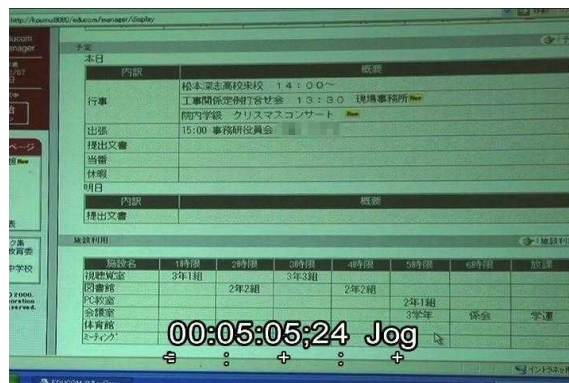 http://kpumul8080/educom/manager/display
予定
本日
内訳 概要
行事
松本深志高校来校 14:00~
工事関係定例打合せ会 13:30 現場事務所 New
院内学級 クリスマスコンサート New
出張 15:00 事務研役員会
提出文書
当番
休暇
明日
内訳 概要
提出文書
施設利用
施設名 1時限 2時限 3時限 4時限 5時限 6時限 放課
視聴覚室 3年1組 3年3組
図書館 2年2組 2年2組
PC教室 2年1組
会議室 3学年 係会 学運
体育館
ミーティング
00:05:05;24 Jog